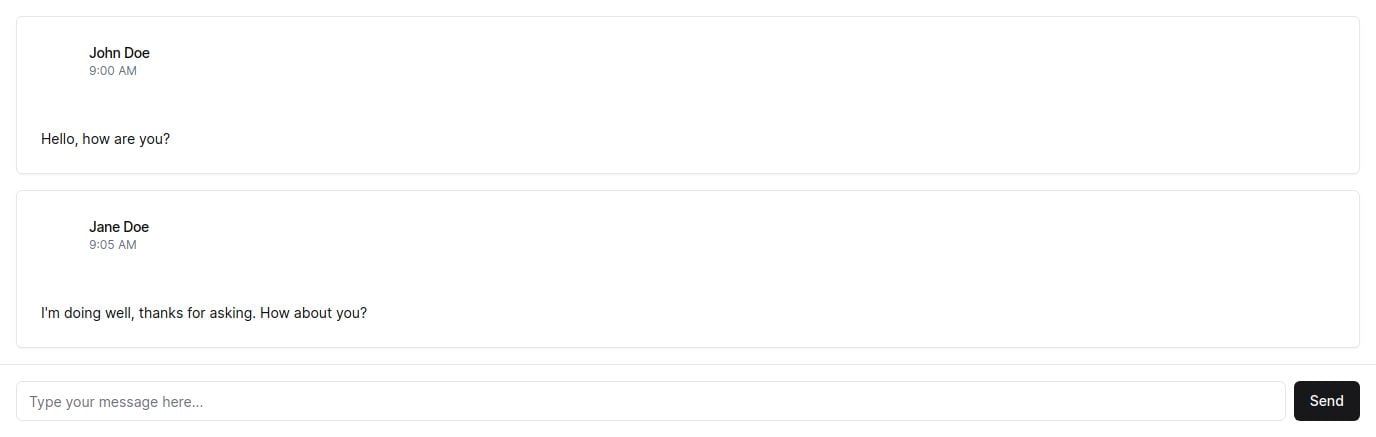 John Doe
9:00 AM
Hello, how are you?
Jane Doe
9:05 AM
I'm doing well, thanks for asking. How about you?
Type your message here...
Send